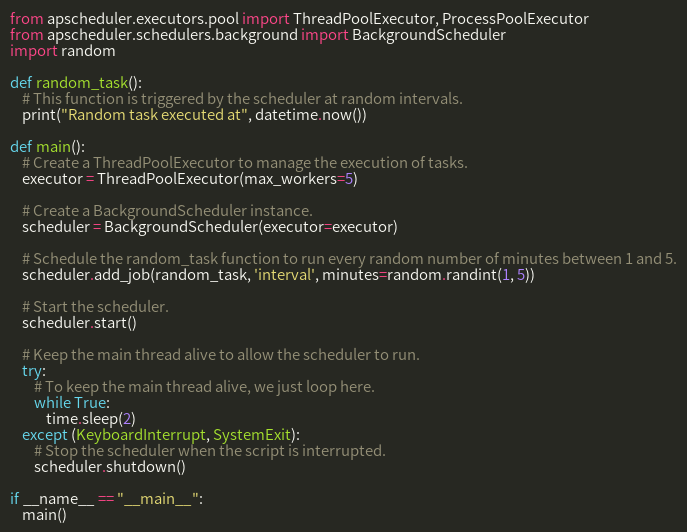 from apscheduler.executors.pool import ThreadPoolExecutor, ProcessPoolExecutor
from apscheduler.schedulers.background import BackgroundScheduler
import random

def random_task():
    # This function is triggered by the scheduler at random intervals.
    print("Random task executed at", datetime.now())

def main():
    # Create a ThreadPoolExecutor to manage the execution of tasks.
    executor = ThreadPoolExecutor(max_workers=5)

    # Create a BackgroundScheduler instance.
    scheduler = BackgroundScheduler(executor=executor)

    # Schedule the random_task function to run every random number of minutes between 1 and 5.
    scheduler.add_job(random_task, 'interval', minutes=random.randint(1, 5))

    # Start the scheduler.
    scheduler.start()

    # Keep the main thread alive to allow the scheduler to run.
    try:
        # To keep the main thread alive, we just loop here.
        while True:
            time.sleep(2)
    except (KeyboardInterrupt, SystemExit):
        # Stop the scheduler when the script is interrupted.
        scheduler.shutdown()

if __name__ == "__main__":
    main()